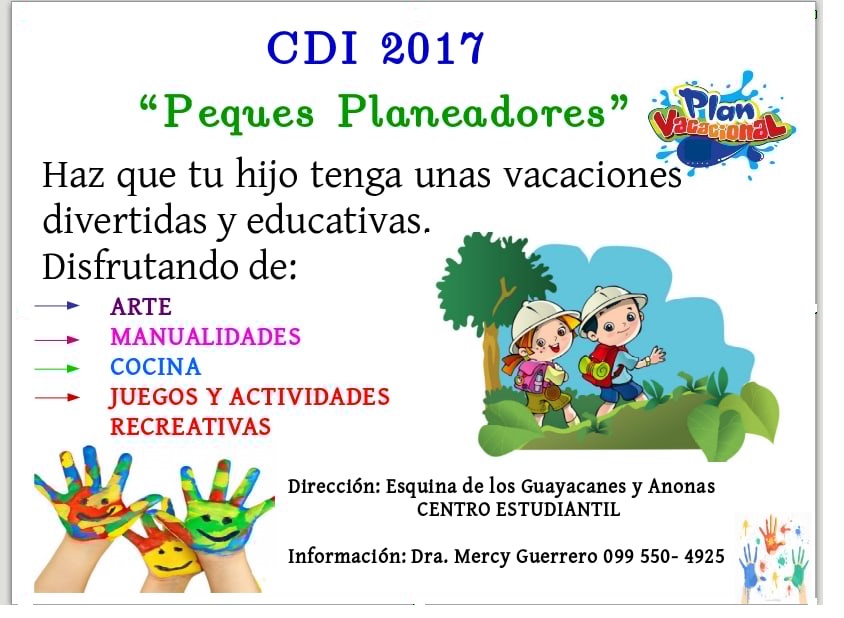 CDI 2017
“Peques Planeadores”
Plan
Vacacional
Haz que tu hijo tenga unas vacaciones
divertidas y educativas.
Disfrutando de:
ARTE
MANUALIDADES
COCINA
JUEGOS Y ACTIVIDADES
RECREATIVAS
Dirección: Esquina de los Guayacanes y Anonas
CENTRO ESTUDIANTIL
Información: Dra. Mercy Guerrero 099 550- 4925